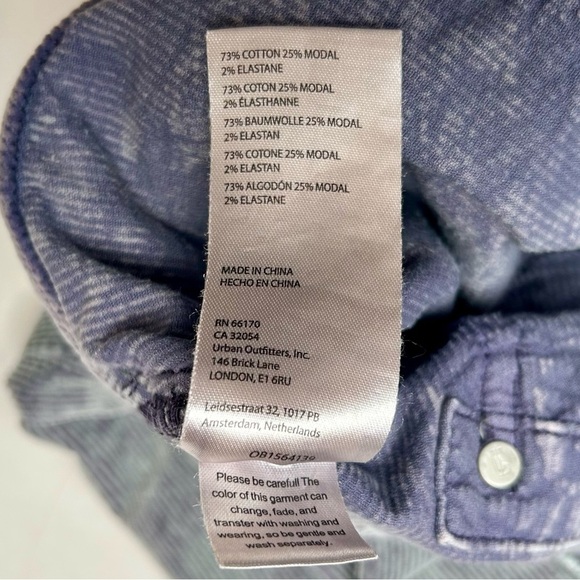 73% COTTON 25% MODAL
2% ELASTANE
73% COTON 25% MODAL
2% ÉLASTHANNE
73% BAUMWOLLE 25% MODAL
2% ELASTAN
73% COTONE 25% MODAL
2% ELASTAN
73% ALGODÓN 25% MODAL
2% ELASTANE
MADE IN CHINA
HECHO EN CHINA
RN 66170
CA 32054
Urban Outfitters, Inc.
146 Brick Lane
LONDON, E1 6RU
Leidsestraat 32, 1017 PB
Amsterdam, Netherlands
OB1564139
Please be careful! The
color of this garment can
change, fade, and
transfer with washing and
wearing, so be gentle and
wash separately.